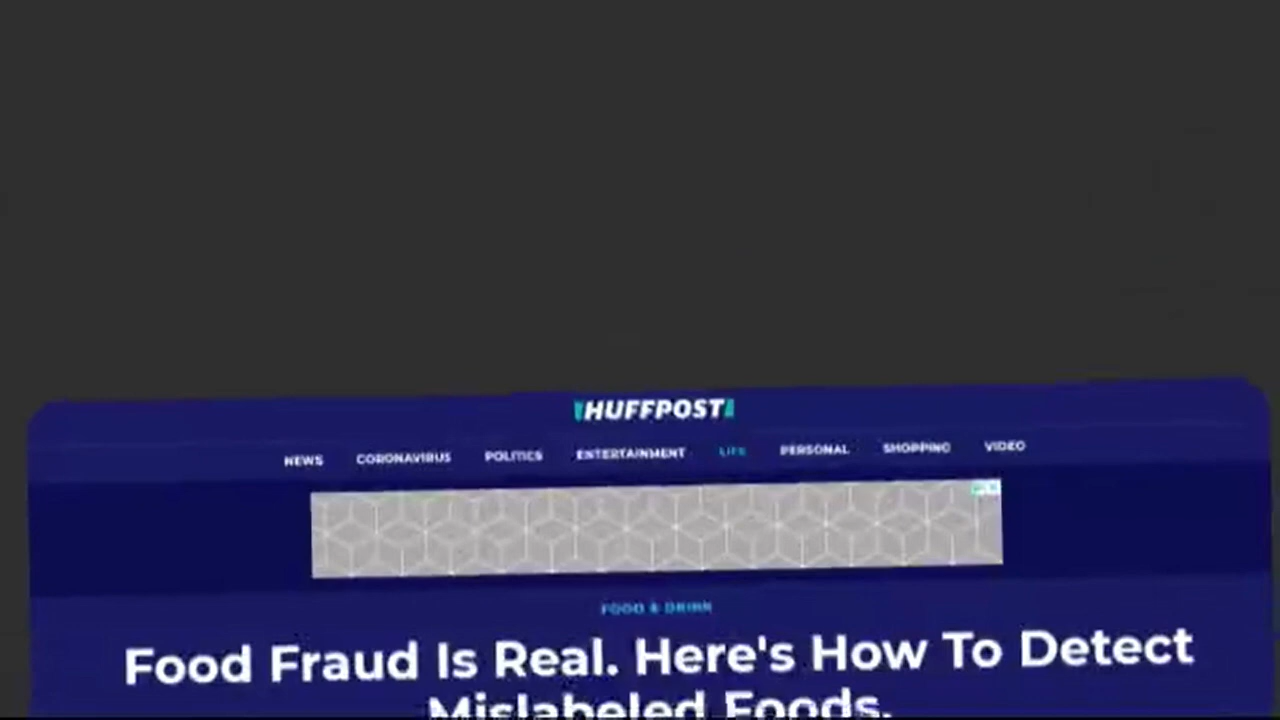 HUFFPOST
NEWS CORONAVIRUS POLITICS ENTERTAINMENT LIFE PERSONAL SHOPPING VIDEO
FOOD & DRINK
Food Fraud Is Real. Here's How To Detect
Mislabeled Foods.